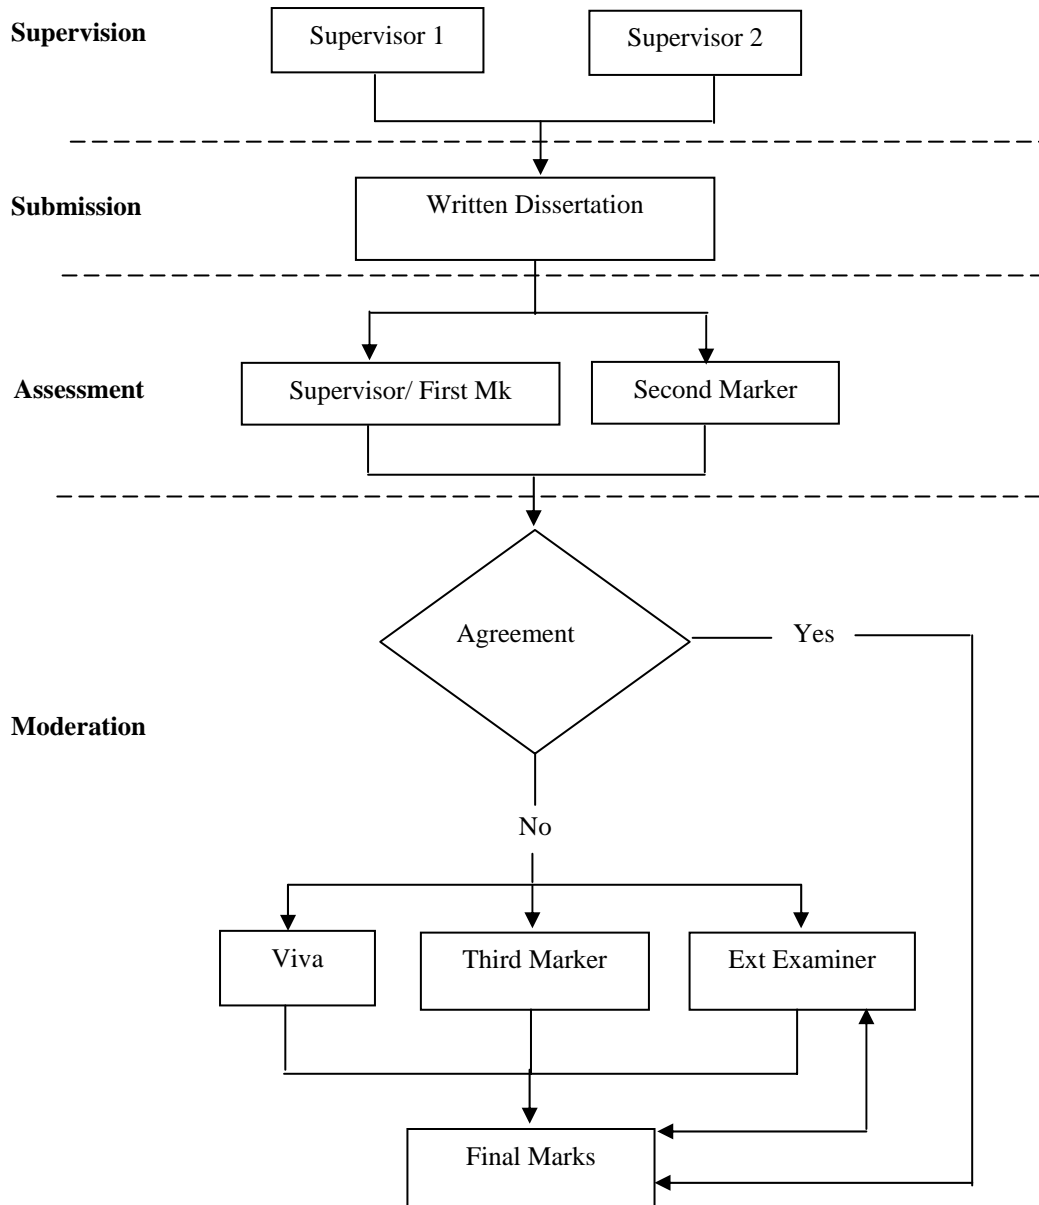 Supervision
Supervisor 1
Supervisor 2
Submission
Written Dissertation
Assessment
Supervisor/ First Mk
Second Marker
Agreement
Yes
Moderation
No
Viva
Third Marker
Ext Examiner
Final Marks